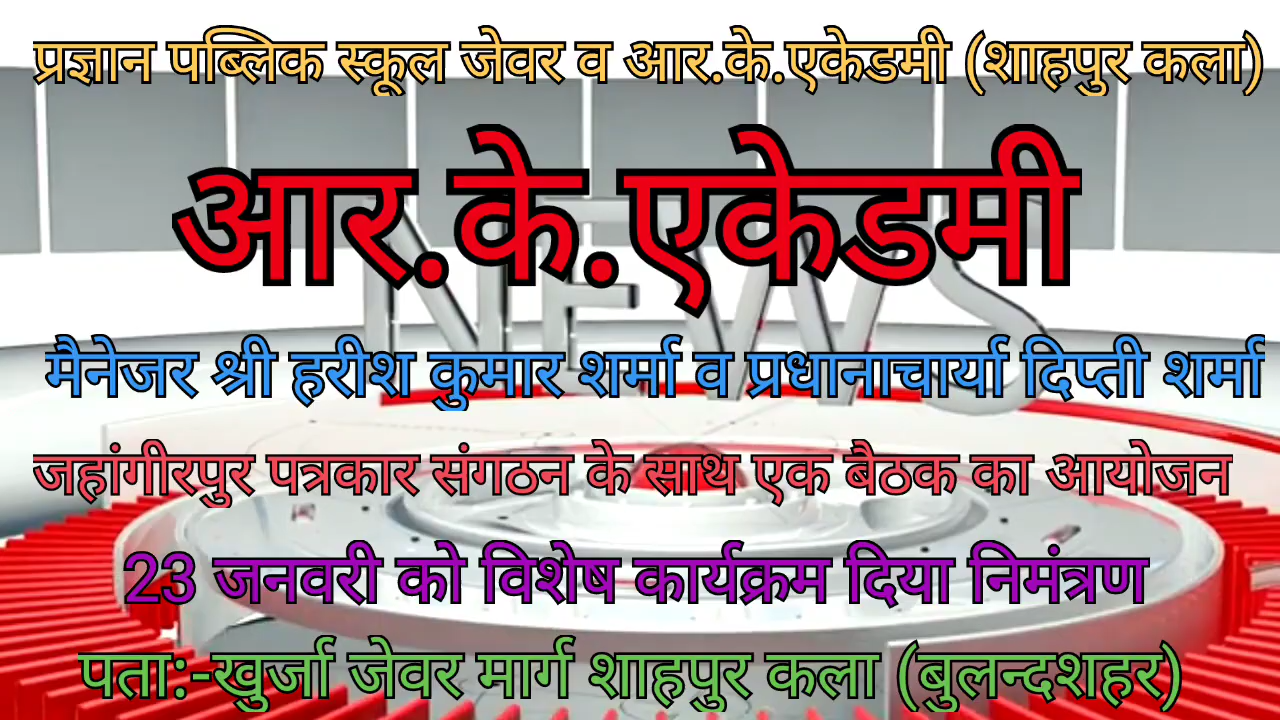 प्रज्ञान पब्लिक स्कूल जेवर व आर.के.एकेडमी (शाहपुर कला)
आर.के.एकेडमी
NEWS
मैनेजर श्री हरीश कुमार शर्मा व प्रधानाचार्या दिप्ती शर्मा
जहांगीरपुर पत्रकार संगठन के साथ एक बैठक का आयोजन
23 जनवरी को विशेष कार्यक्रम दिया निमंत्रण
पता:-खुर्जा जेवर मार्ग शाहपुर कला (बुलन्दशहर)